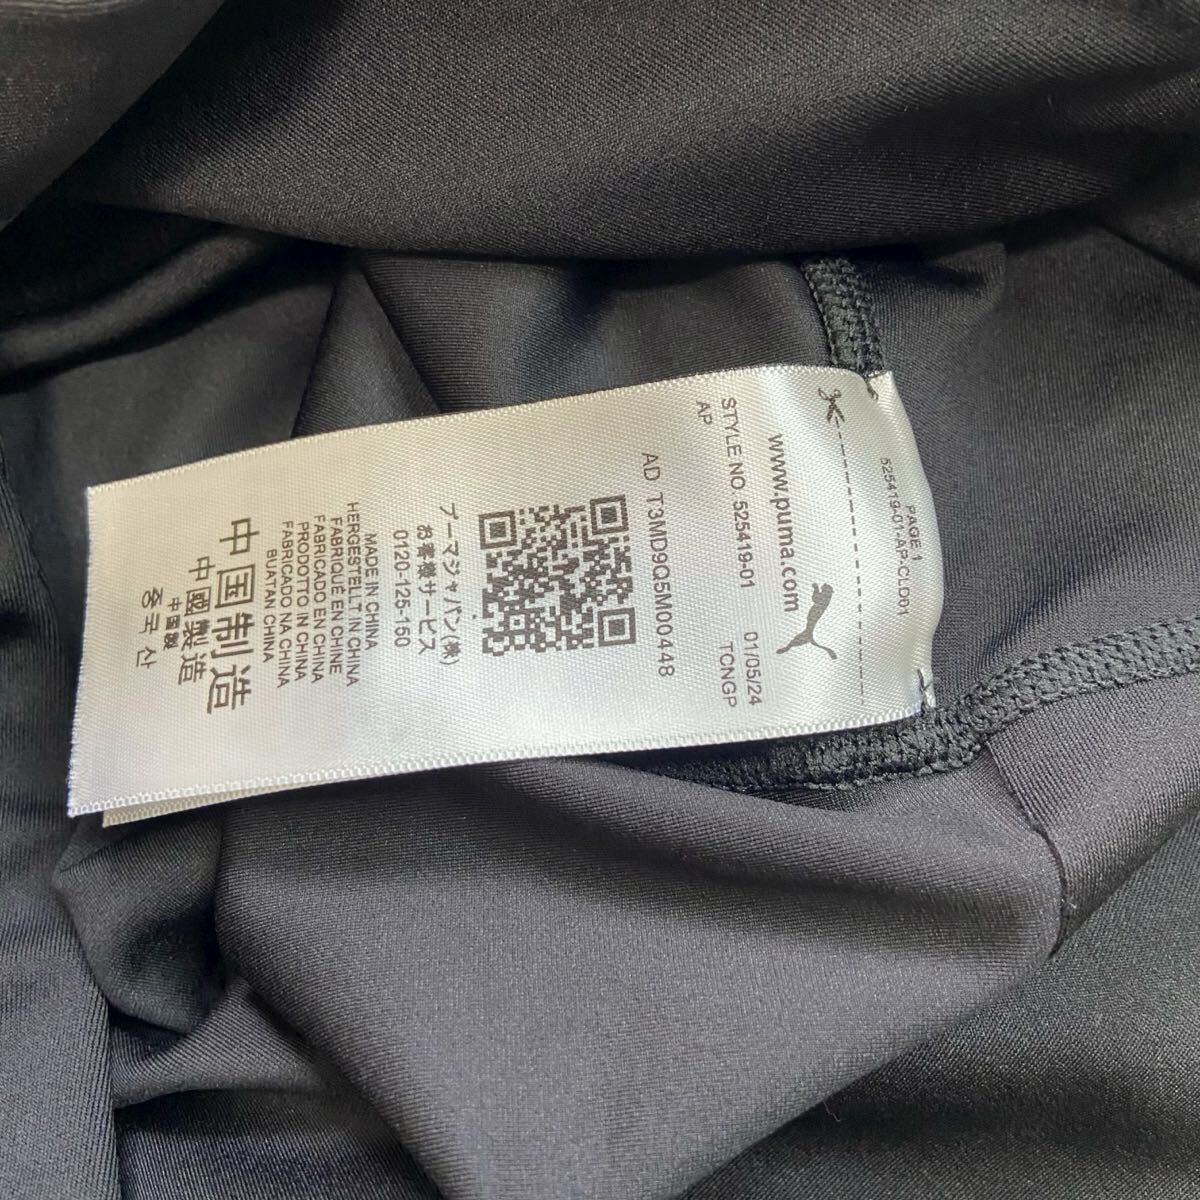 PAGE 1
525419-01-AP-CLD01
www.puma.com
STYLE NO. 525419-01 01/05/24
AP TCNGP
AD T3MD9Q5M00448
プーマジャパン(株)
お客様サービス
0120-125-150
MADE IN CHINA
HERGESTELLT IN CHINA
FABRIQUÉ EN CHINE
FABRICADO EN CHINA
PRODOTTO IN CHINA
FABRICADO NA CHINA
BUATAN CHINA
中国制造
中國製造
中国製
중국산